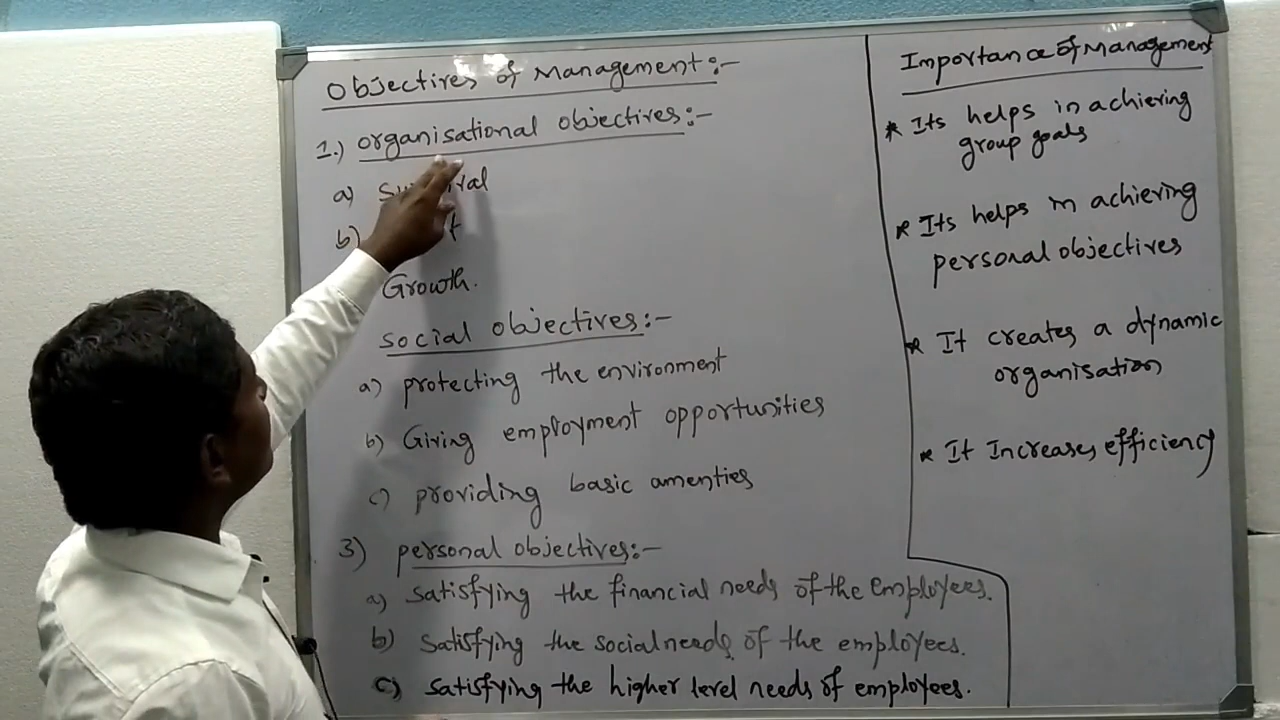 Objectives of Management:-
1.) organisational objectives:-
a)
b)
Growth.
social objectives:-
a) protecting the environment
b) Giving employment opportunities
c) providing basic amenties
3) personal objectives:-
a) satisfying the financial needs of the employees.
b) satisfying the social needs of the employees.
c) satisfying the higher level needs of employees.
Importance of Management
* Its helps in achieving
group goals
* Its helps in achieving
personal objectives
* It creates a dynamic
organisation
* It Increases efficiency